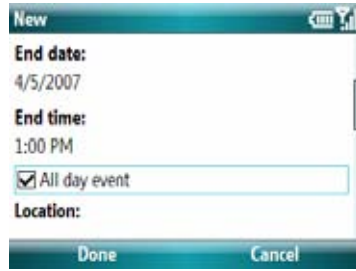 New
End date:
4/5/2007
End time:
1:00 PM
All day event
Location:
Done Cancel